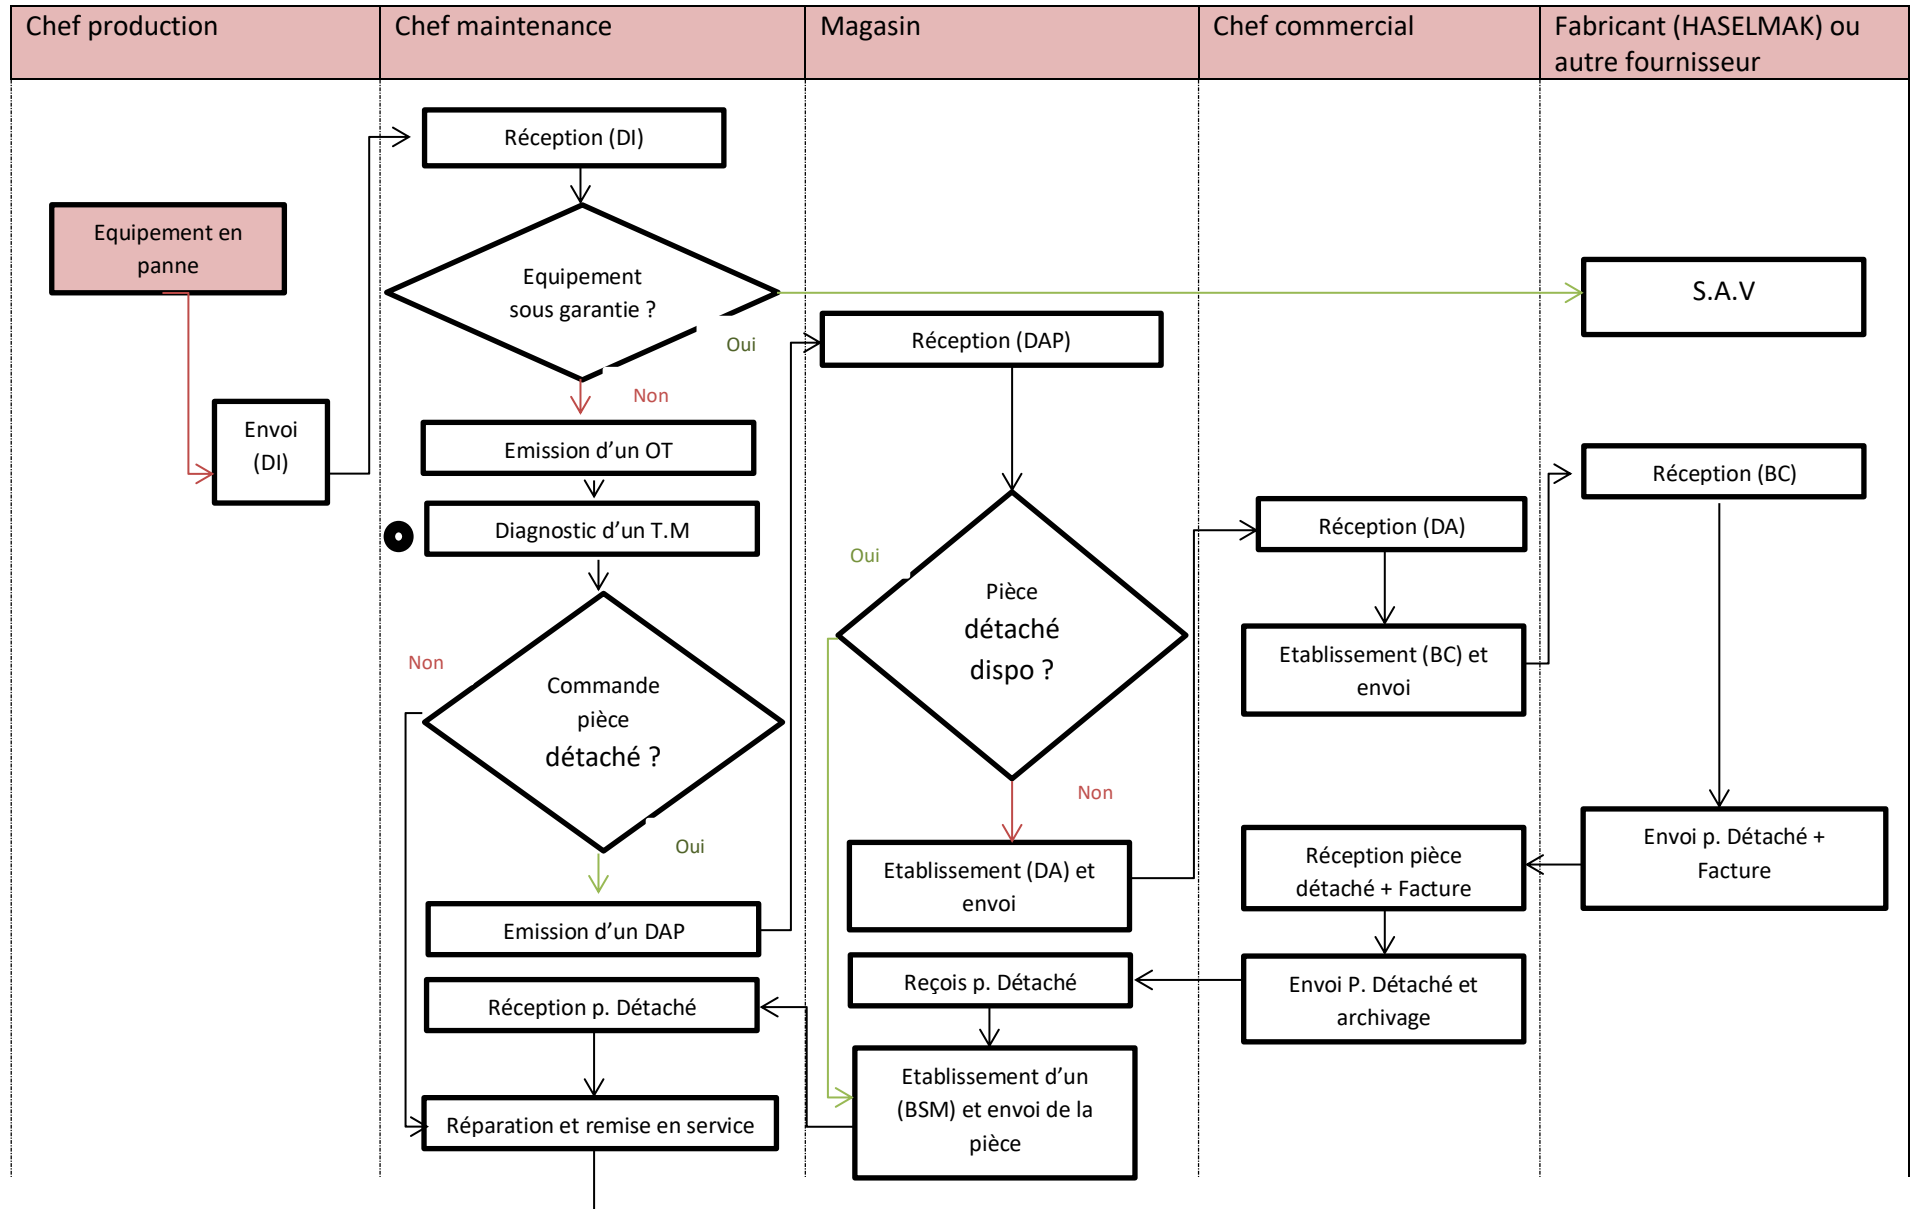 Chef production
Chef maintenance
Magasin
Chef commercial
Fabricant (HASELMAK) ou
autre fournisseur
Réception (DI)
Equipement en
panne
Equipement
sous garantie ?
S.A.V
Oui
Réception (DAP)
Non
Envoi
(DI)
Emission d’un OT
Réception (BC)
Diagnostic d’un T.M
Réception (DA)
Oui
Pièce
détaché
dispo ?
Etablissement (BC) et
envoi
Non
Commande
pièce
détaché ?
Non
Oui
Etablissement (DA) et
envoi
Réception pièce
détaché + Facture
Envoi p. Détaché +
Facture
Emission d’un DAP
Reçois p. Détaché
Envoi P. Détaché et
archivage
Réception p. Détaché
Etablissement d’un
(BSM) et envoi de la
pièce
Réparation et remise en service